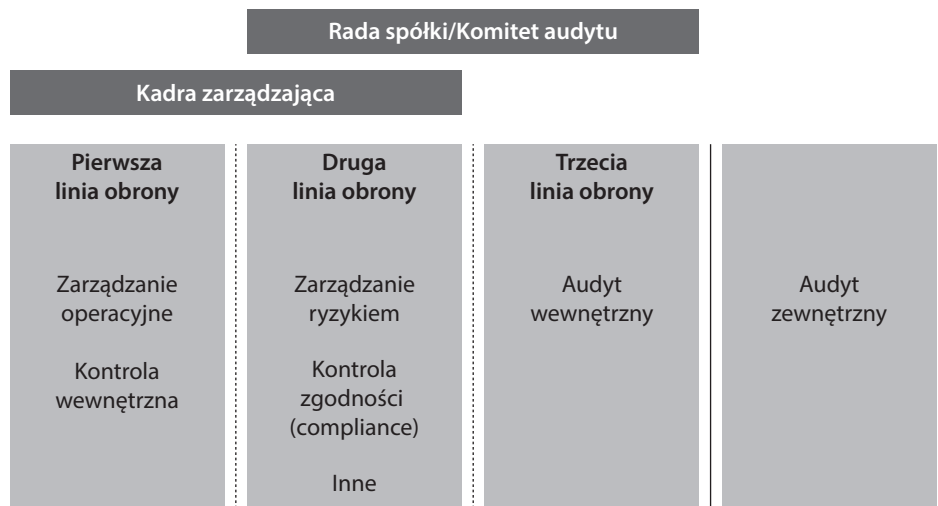 Rada spółki/Komitet audytu
Kadra zarządzająca
Pierwsza
linia obrony
Zarządzanie
operacyjne
Kontrola
wewnętrzna
Druga
linia obrony
Zarządzanie
ryzykiem
Kontrola
zgodności
(compliance)
Inne
Trzecia
linia obrony
Audyt
wewnętrzny
Audyt
zewnętrzny